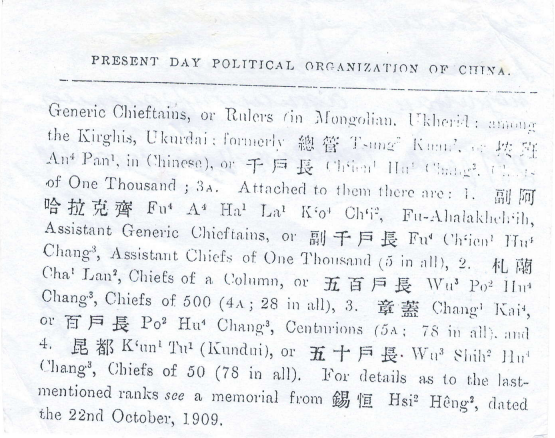 PRESENT DAY POLITICAL ORGANIZATION OF CHINA.
Generic Chieftains, or Rulers (in Mongolian, Ukherid; among
the Kirghis, Ukurdai; formerly 總管 Tsung³ Kuan³, or
An⁴ Pan¹, in Chinese), or 千戶長 Ch'ien¹ Hu⁴ Chang³,
of One Thousand; 3A. Attached to them there are: 1. 副阿
哈拉克齊 Fu⁴ A⁴ Ha¹ La¹ K'o⁴ Ch'i², Fu-Ahalakhch'ih,
Assistant Generic Chieftains, or 副千戶長 Fu⁴ Ch'ien¹ Hu⁴
Chang³, Assistant Chiefs of One Thousand (5 in all), 2. 札蘭
Cha¹ Lan², Chiefs of a Column, or 五百戶長 Wu³ Po² Hu⁴
Chang³, Chiefs of 500 (4A; 28 in all), 3. 章蓋 Chang¹ Kai⁴,
or 百戶長 Po² Hu⁴ Chang³, Centurions (5A; 78 in all), and
4. 昆都 K'un¹ Tu¹ (Kundui), or 五十戶長 Wu³ Shih² Hu⁴
Chang³, Chiefs of 50 (78 in all). For details as to the last-
mentioned ranks see a memorial from 錫恒 Hsi² Hêng², dated
the 22nd October, 1909.